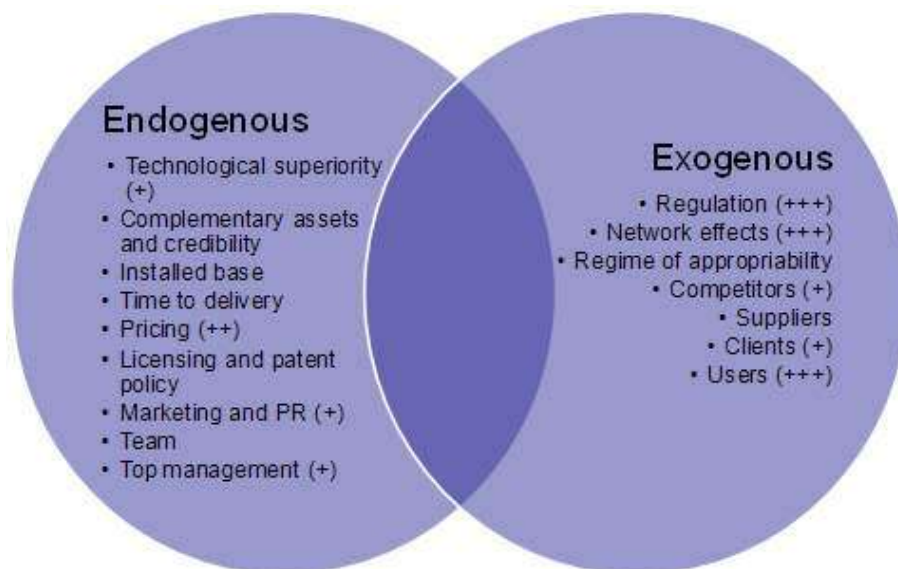 Endogenous
• Technological superiority
(+)
• Complementary assets
and credibility
• Installed base
• Time to delivery
• Pricing (++)
• Licensing and patent
policy
• Marketing and PR (+)
• Team
• Top management (+)
Exogenous
• Regulation (+++)
• Network effects (+++)
• Regime of appropriability
• Competitors (+)
• Suppliers
• Clients (+)
• Users (+++)